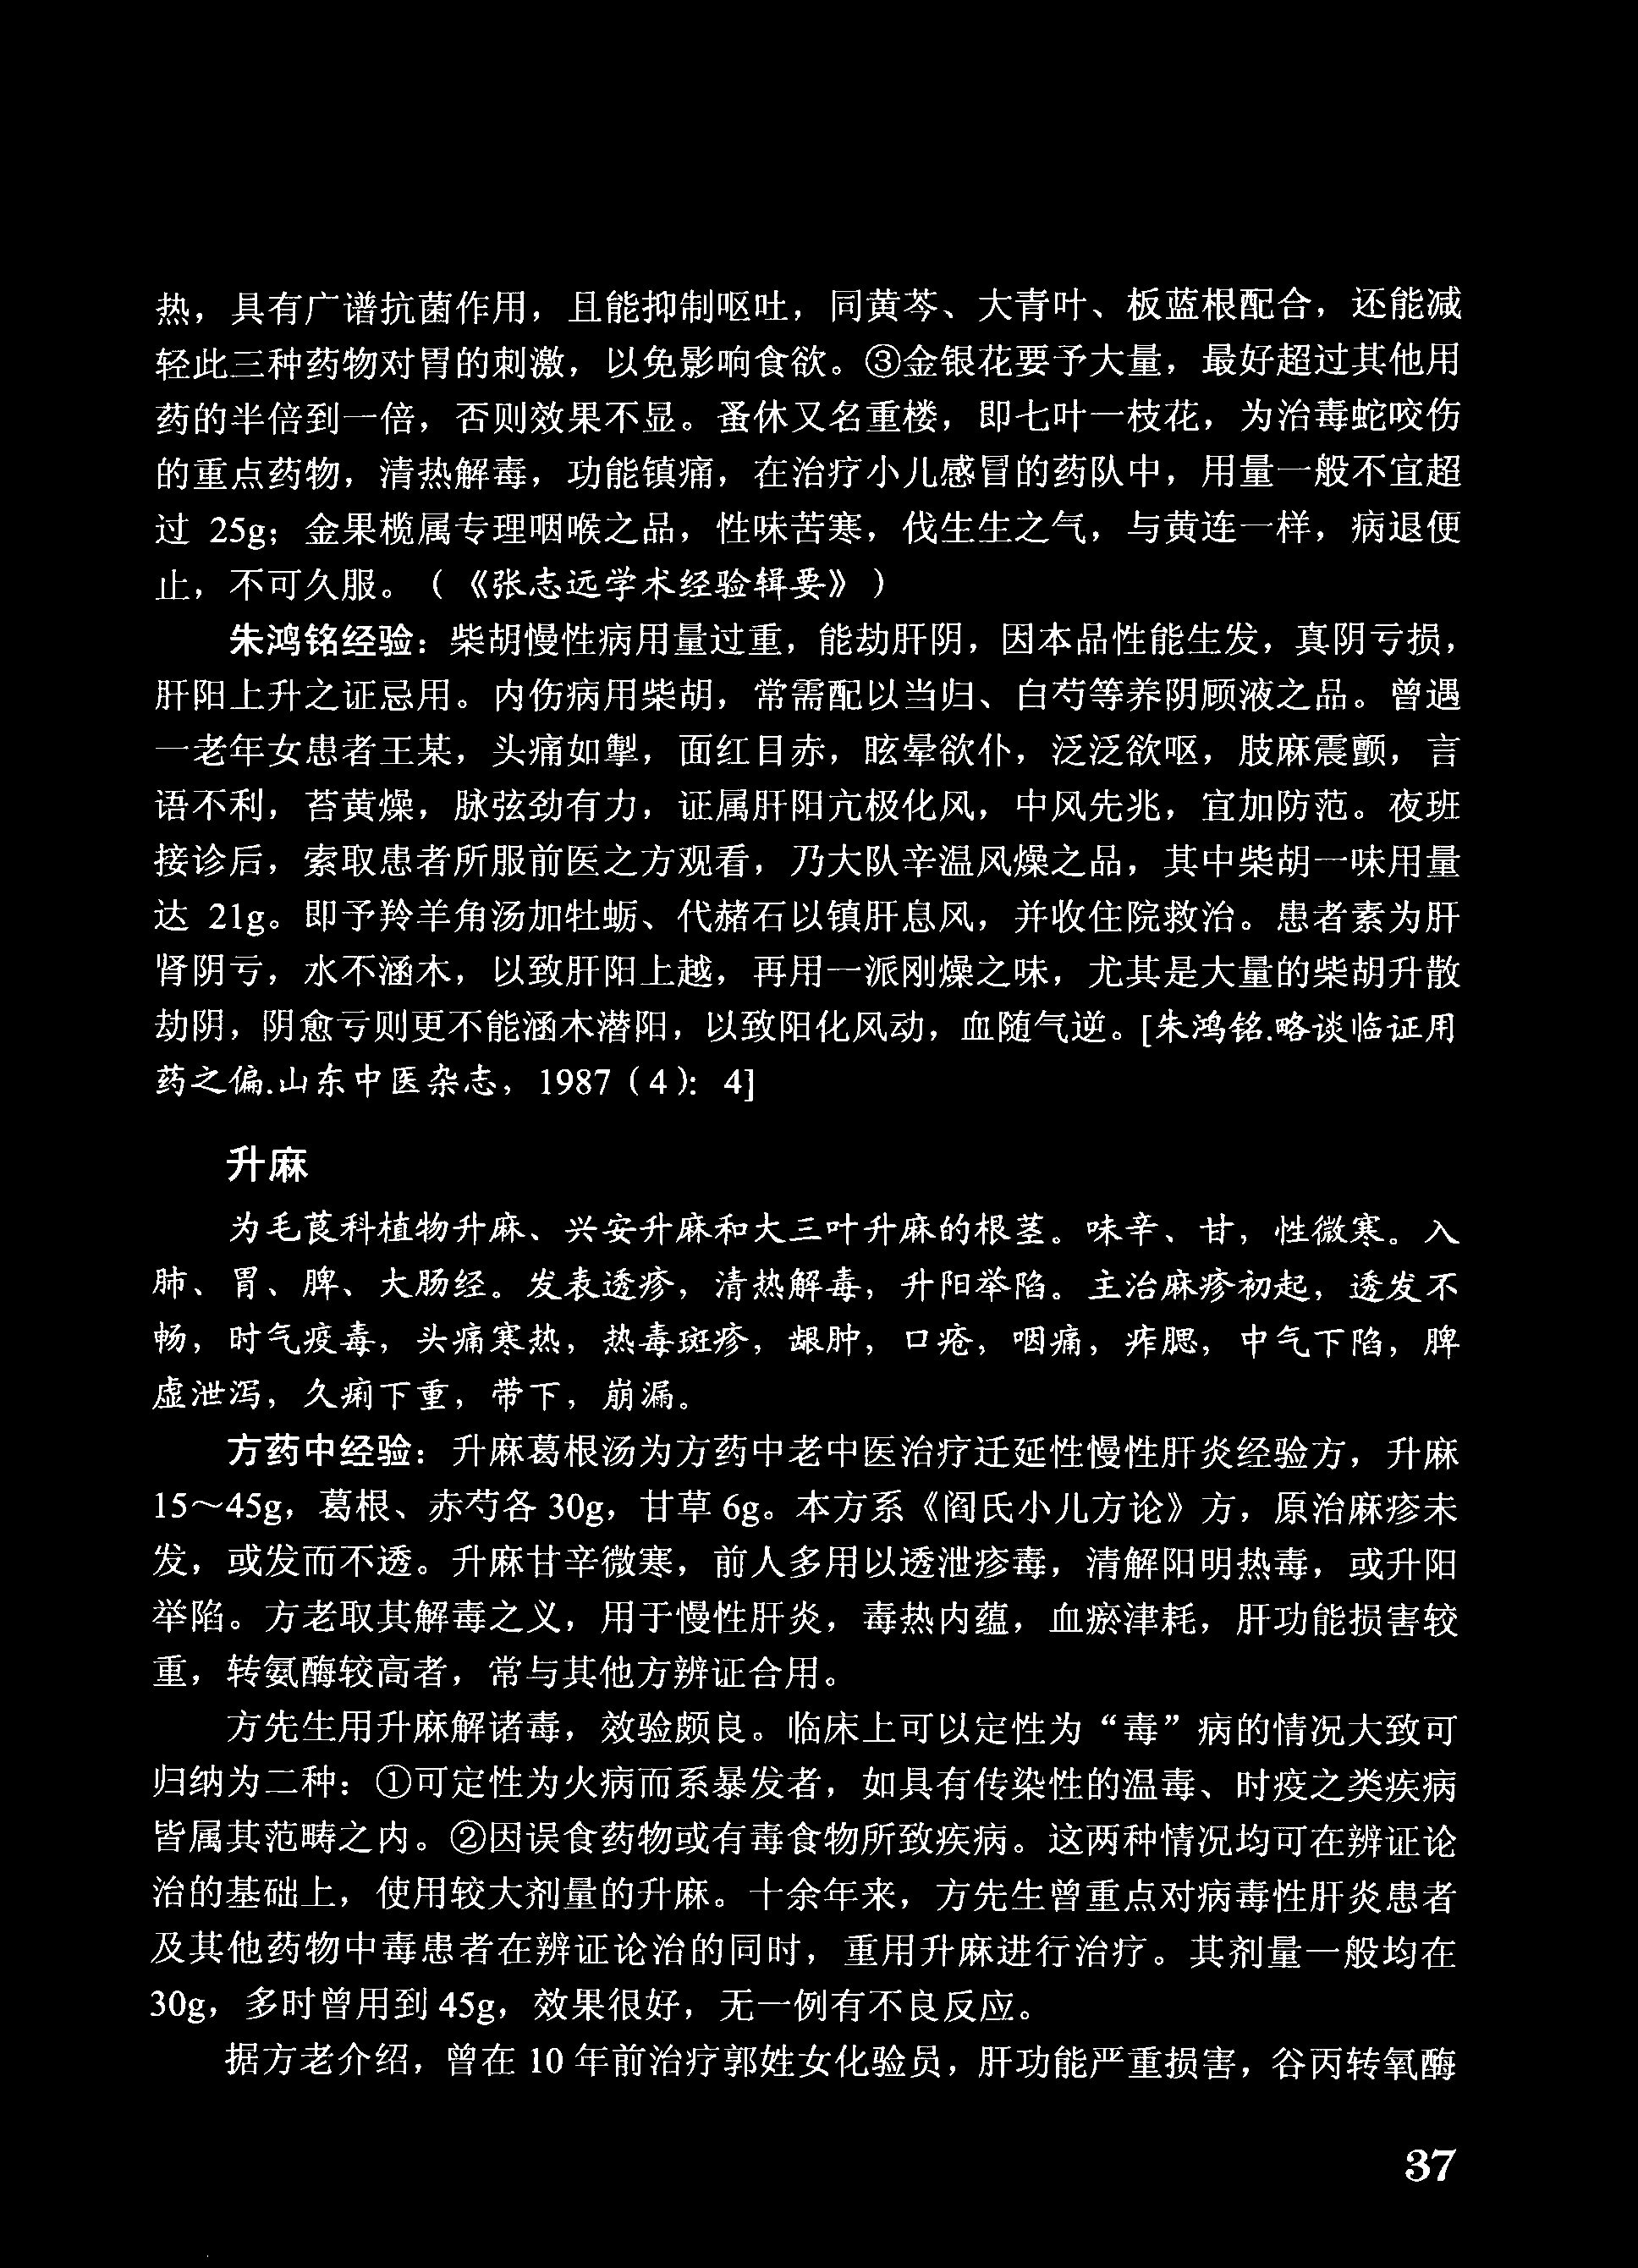 热，具有广谱抗菌作用，且能抑制呕吐，同黄芩、大青叶、板蓝根配合，还能减
轻此三种药物对胃的刺激，以免影响食欲。③金银花要予大量，最好超过其他用
药的半倍到一倍，否则效果不显。蚤休又名重楼，即七叶一枝花，为治毒蛇咬伤
的重点药物，清热解毒，功能镇痛，在治疗小儿感冒的药队中，用量一般不宜超
过 25g；金果榄属专理咽喉之品，性味苦寒，伐生生之气，与黄连一样，病退便
止，不可久服。（《张志远学术经验辑要》）
朱鸿铭经验：柴胡慢性病用量过重，能劫肝阴，因本品性能生发，真阴亏损，
肝阳上升之证忌用。内伤病用柴胡，常需配以当归、白芍等养阴顾液之品。曾遇
一老年女患者王某，头痛如掣，面红目赤，眩晕欲仆，泛泛欲呕，肢麻震颤，言
语不利，苔黄燥，脉弦劲有力，证属肝阳亢极化风，中风先兆，宜加防范。夜班
接诊后，索取患者所服前医之方观看，乃大队辛温风燥之品，其中柴胡一味用量
达 21g。即予羚羊角汤加牡蛎、代赭石以镇肝息风，并收住院救治。患者素为肝
肾阴亏，水不涵木，以致肝阳上越，再用一派刚燥之味，尤其是大量的柴胡升散
劫阴，阴愈亏则更不能涵木潜阳，以致阳化风动，血随气逆。[朱鸿铭.略谈临证用
药之偏.山东中医杂志，1987（4）：4]
升麻
为毛茛科植物升麻、兴安升麻和大三叶升麻的根茎。味辛、甘，性微寒。入
肺、胃、脾、大肠经。发表透疹，清热解毒，升阳举陷。主治麻疹初起，透发不
畅，时气疫毒，头痛寒热，热毒斑疹，龈肿，口疮，咽痛，痄腮，中气下陷，脾
虚泄泻，久痢下重，带下，崩漏。
方药中经验：升麻葛根汤为方药中老中医治疗迁延性慢性肝炎经验方，升麻
15～45g，葛根、赤芍各 30g，甘草 6g。本方系《阎氏小儿方论》方，原治麻疹未
发，或发而不透。升麻甘辛微寒，前人多用以透泄疹毒，清解阳明热毒，或升阳
举陷。方老取其解毒之义，用于慢性肝炎，毒热内蕴，血瘀津耗，肝功能损害较
重，转氨酶较高者，常与其他方辨证合用。
方先生用升麻解诸毒，效验颇良。临床上可以定性为“毒”病的情况大致可
归纳为二种：①可定性为火病而系暴发者，如具有传染性的温毒、时疫之类疾病
皆属其范畴之内。②因误食药物或有毒食物所致疾病。这两种情况均可在辨证论
治的基础上，使用较大剂量的升麻。十余年来，方先生曾重点对病毒性肝炎患者
及其他药物中毒患者在辨证论治的同时，重用升麻进行治疗。其剂量一般均在
30g，多时曾用到 45g，效果很好，无一例有不良反应。
据方老介绍，曾在 10 年前治疗郭姓女化验员，肝功能严重损害，谷丙转氧酶
37